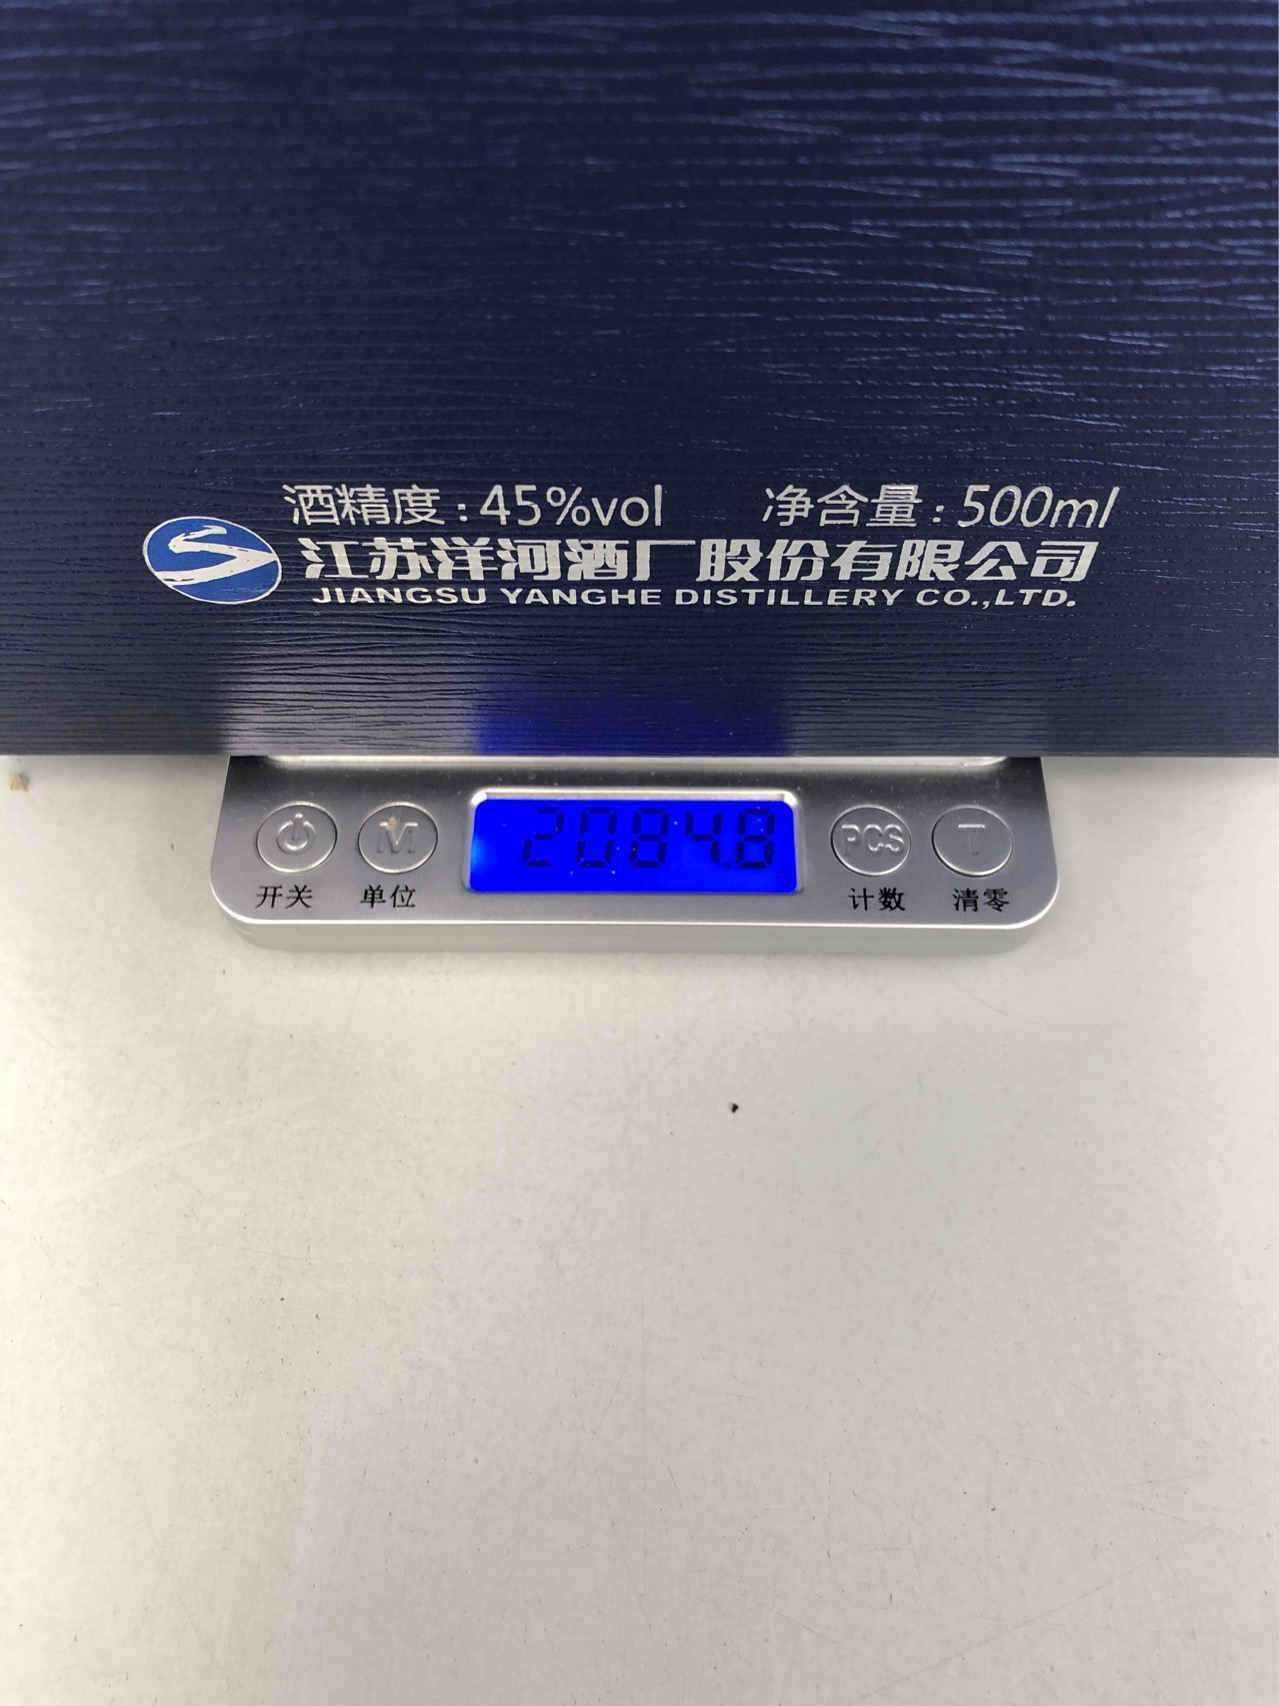 酒精度:45%vol 净含量:500ml
江苏洋河酒厂股份有限公司
JIANGSU YANGHE DISTILLERY CO.,LTD.
M 2084.8 PCS T
开关 单位 计数 清零